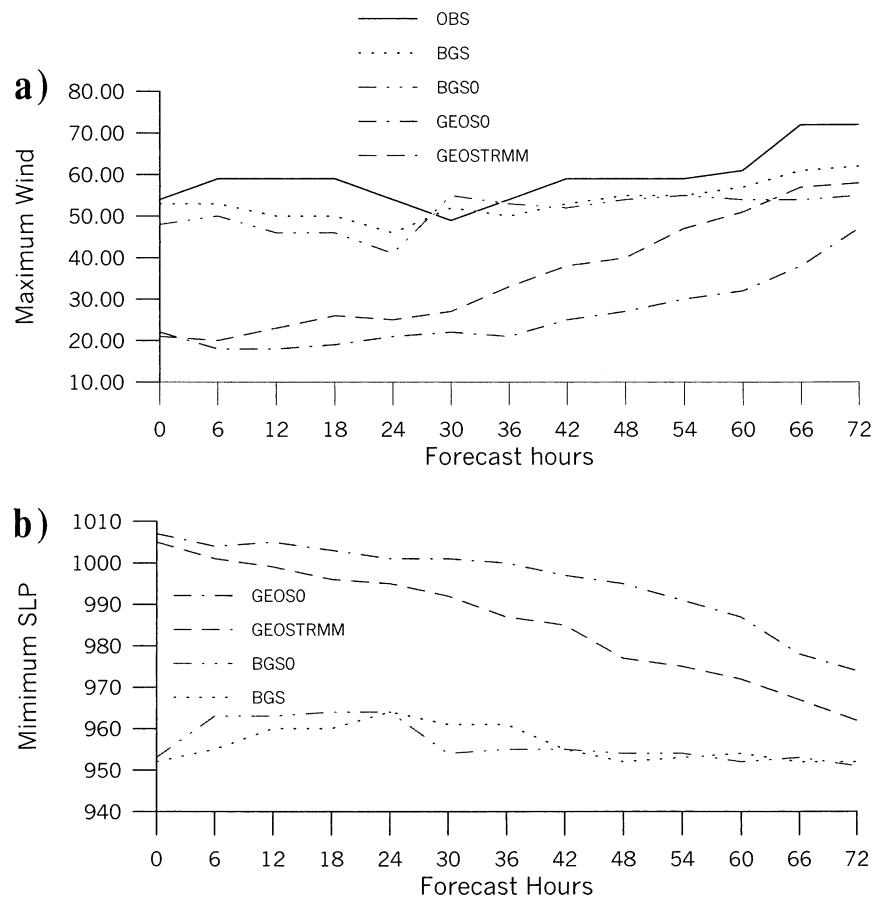 OBS
BGS
BGS0
GEOS0
GEOSTRMM
a)
80.00
70.00
60.00
50.00
40.00
30.00
20.00
10.00
Maximum Wind
0 6 12 18 24 30 36 42 48 54 60 66 72
Forecast hours
b)
1010
1000
990
980
970
960
950
940
Mimimum SLP
GEOS0
GEOSTRMM
BGS0
BGS
0 6 12 18 24 30 36 42 48 54 60 66 72
Forecast Hours